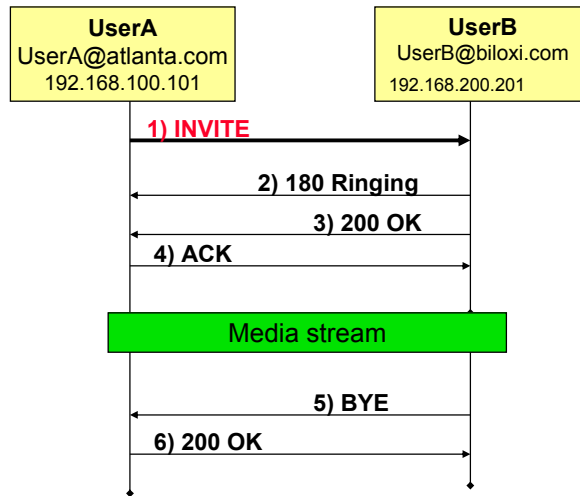 UserA
UserA@atlanta.com
192.168.100.101
UserB
UserB@biloxi.com
192.168.200.201
1) INVITE
2) 180 Ringing
3) 200 OK
4) ACK
Media stream
5) BYE
6) 200 OK